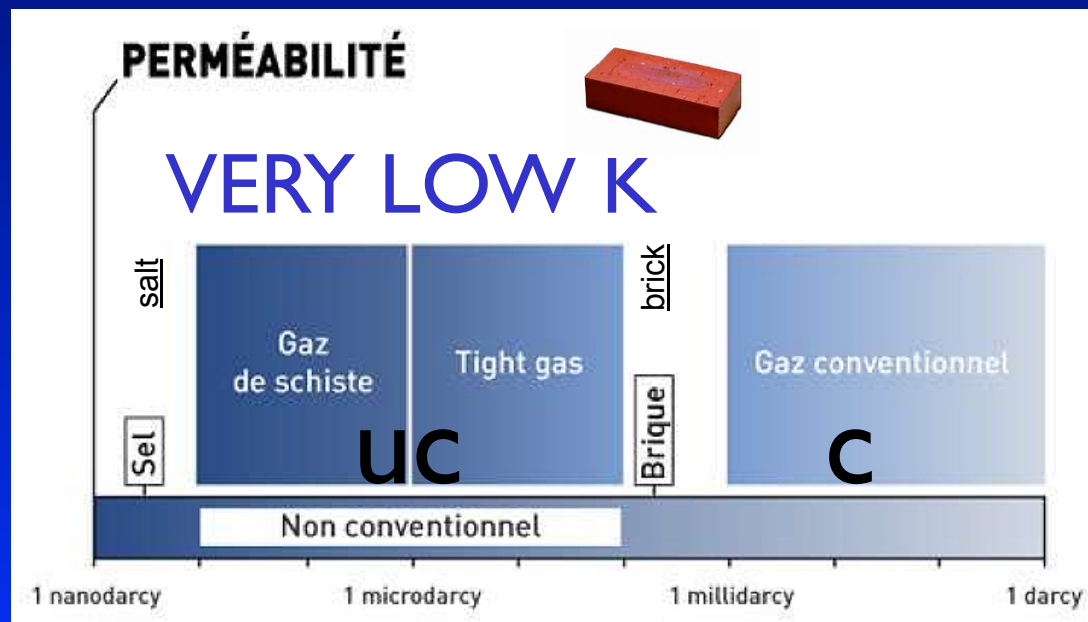 PERMÉABILITÉ
VERY LOW K
salt
brick
Gaz
de schiste
Tight gas
Gaz conventionnel
Sel
Brique
UC
C
Non conventionnel
1 nanodarcy
1 microdarcy
1 millidarcy
1 darcy